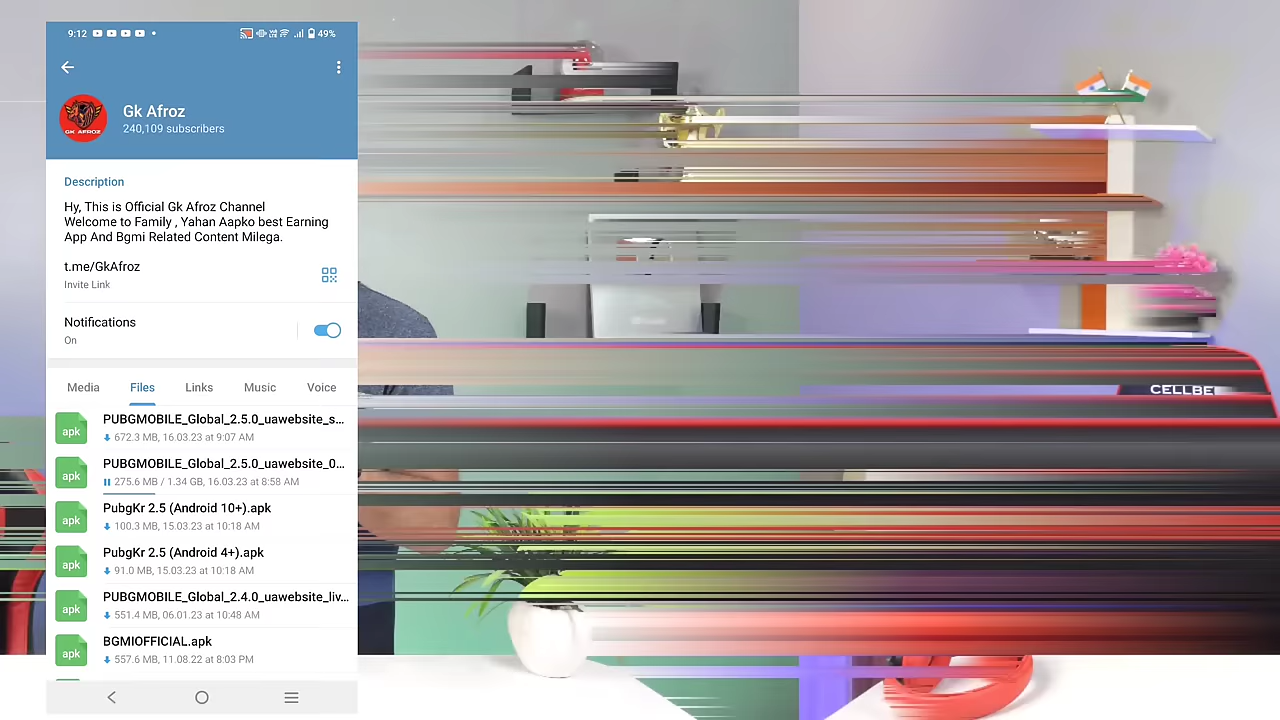 9:12
49%
Gk Afroz
240,109 subscribers
GK AFROZ
Description
Hy, This is Official Gk Afroz Channel
Welcome to Family , Yahan Aapko best Earning
App And Bgmi Related Content Milega.
t.me/GkAfroz
Invite Link
Notifications
On
Media Files Links Music Voice
apk PUBGMOBILE_Global_2.5.0_uawebsite_s...
672.3 MB, 16.03.23 at 9:07 AM
apk PUBGMOBILE_Global_2.5.0_uawebsite_0...
275.6 MB / 1.34 GB, 16.03.23 at 8:58 AM
apk PubgKr 2.5 (Android 10+).apk
100.3 MB, 15.03.23 at 10:18 AM
apk PubgKr 2.5 (Android 4+).apk
91.0 MB, 15.03.23 at 10:18 AM
apk PUBGMOBILE_Global_2.4.0_uawebsite_liv...
551.4 MB, 06.01.23 at 10:48 AM
apk BGMIOFFICIAL.apk
557.6 MB, 11.08.22 at 8:03 PM
CELLBE